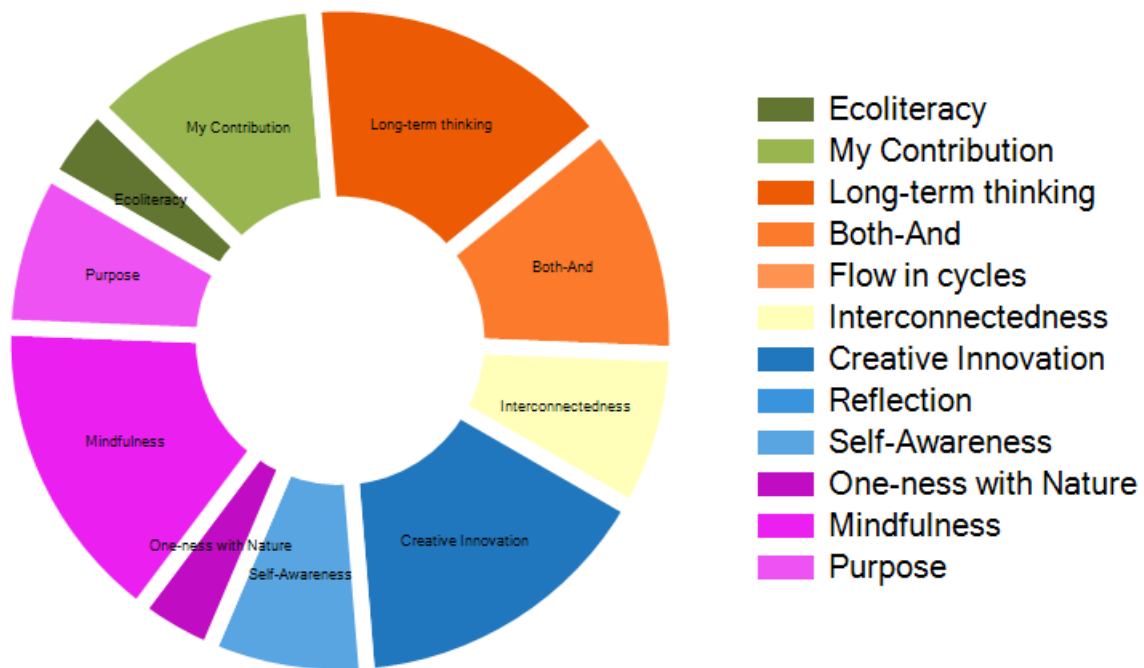 My Contribution
Long-term thinking
Ecoliteracy
Both-And
Purpose
Interconnectedness
Mindfulness
Creative Innovation
One-ness with Nature
Self-Awareness
Ecoliteracy
My Contribution
Long-term thinking
Both-And
Flow in cycles
Interconnectedness
Creative Innovation
Reflection
Self-Awareness
One-ness with Nature
Mindfulness
Purpose